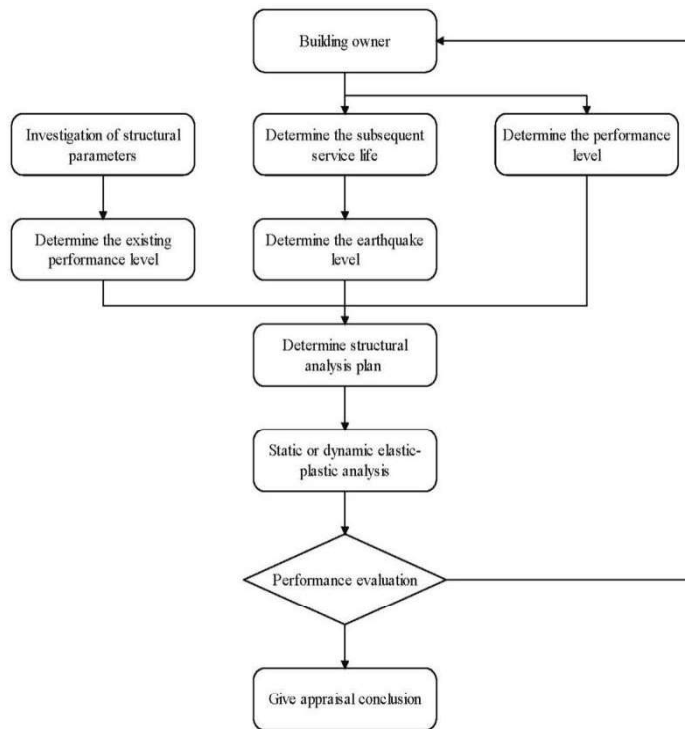 Building owner
Investigation of structural
parameters
Determine the subsequent
service life
Determine the performance
level
Determine the existing
performance level
Determine the earthquake
level
Determine structural
analysis plan
Static or dynamic elastic-
plastic analysis
Performance evaluation
Give appraisal conclusion